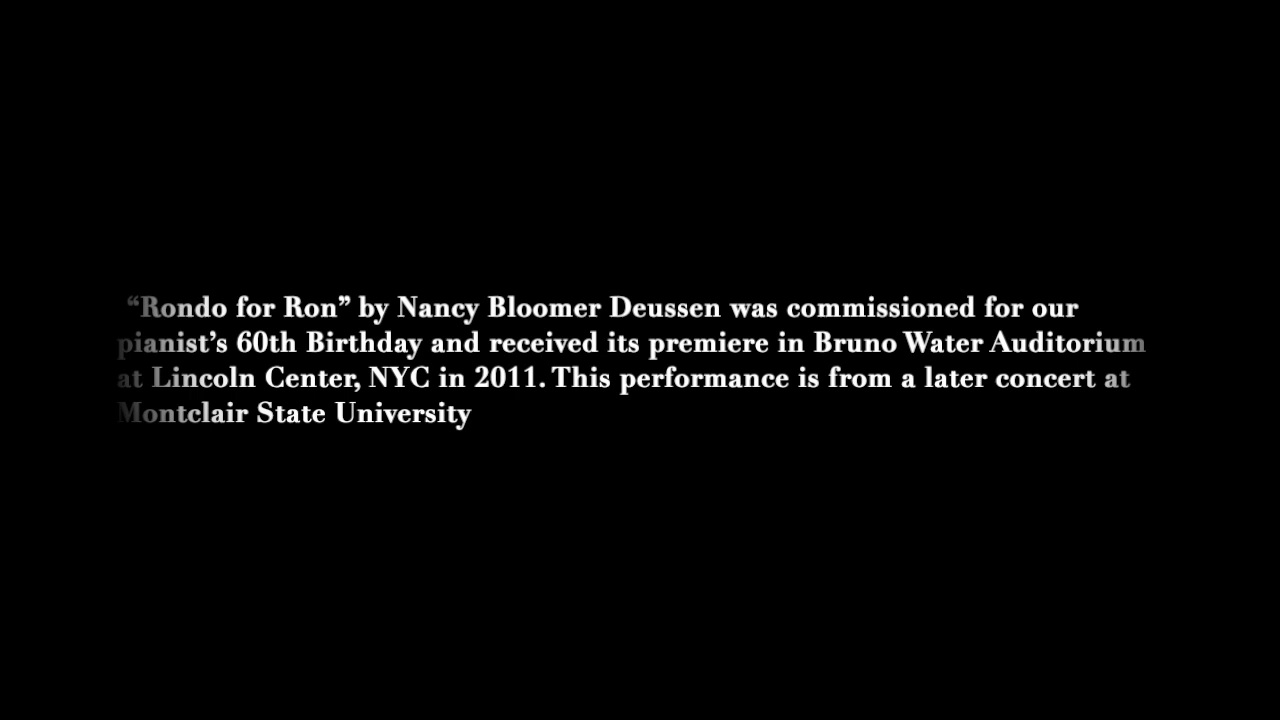 “Rondo for Ron” by Nancy Bloomer Deussen was commissioned for our
pianist’s 60th Birthday and received its premiere in Bruno Water Auditorium
at Lincoln Center, NYC in 2011. This performance is from a later concert at
Montclair State University